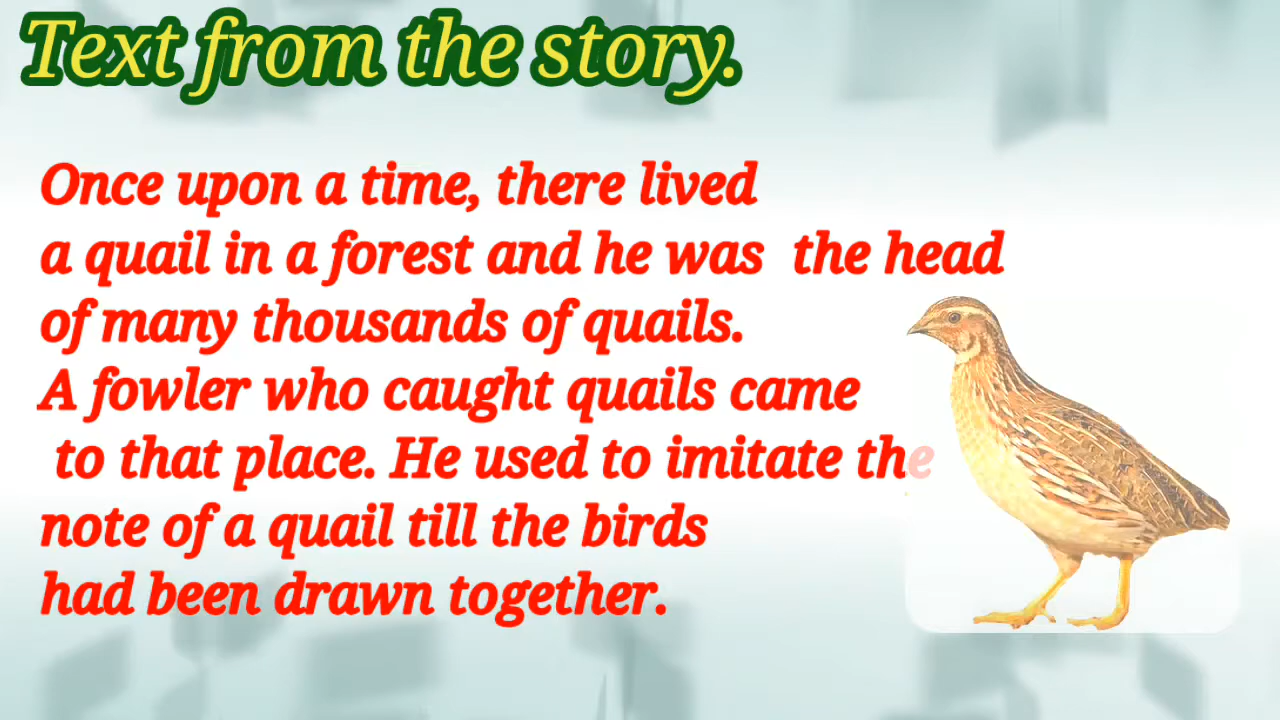 Text from the story.
Once upon a time, there lived
a quail in a forest and he was the head
of many thousands of quails.
A fowler who caught quails came
to that place. He used to imitate the
note of a quail till the birds
had been drawn together.